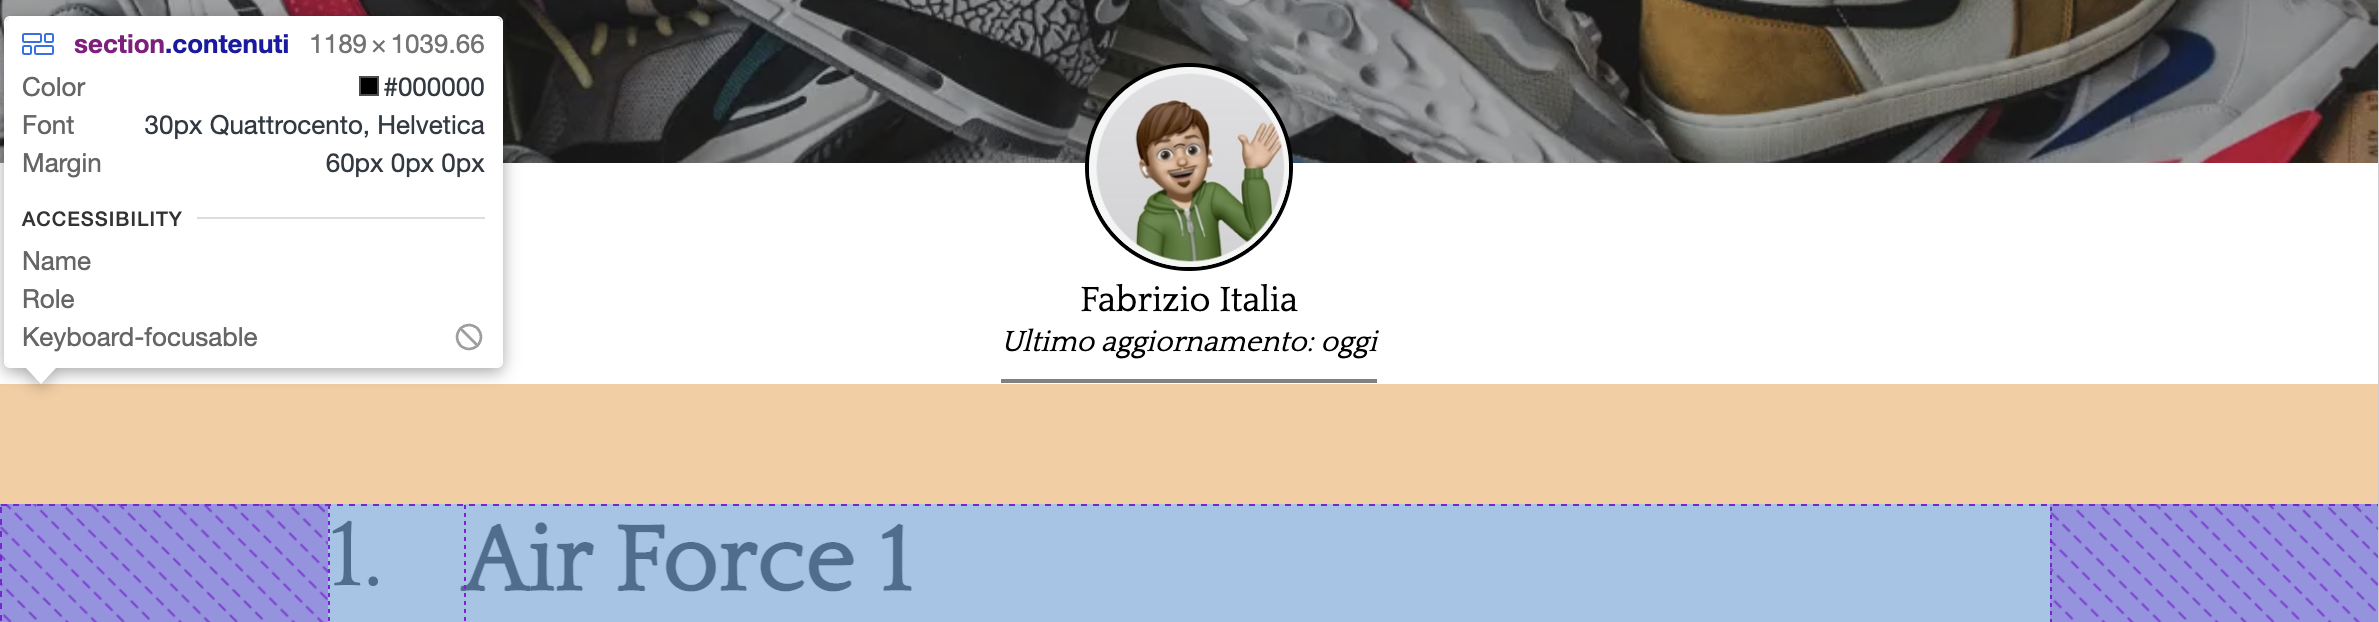 section.contenuti 1189 × 1039.66
Color #000000
Font 30px Quattrocento, Helvetica
Margin 60px 0px 0px
ACCESSIBILITY
Name
Role
Keyboard-focusable
Fabrizio Italia
Ultimo aggiornamento: oggi
1. Air Force 1